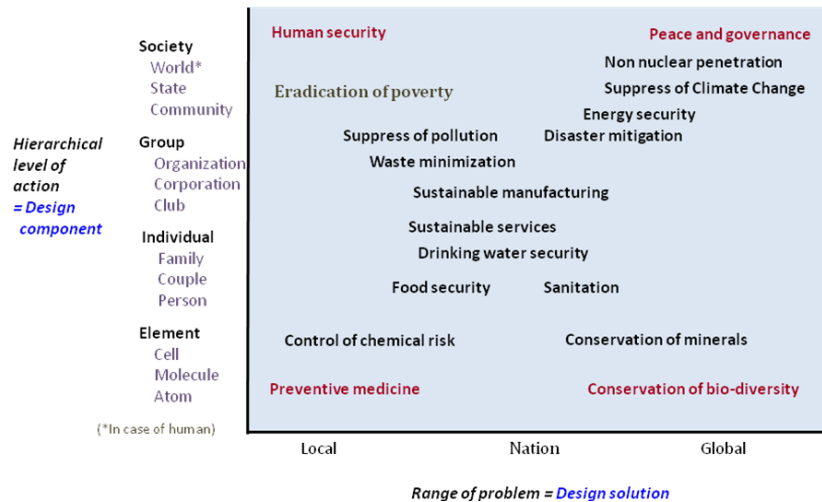 Human security
Peace and governance
Society
Non nuclear penetration
World*
State
Suppress of Climate Change
Eradication of poverty
Community
Energy security
Suppress of pollution
Disaster mitigation
Hierarchical
level of
action
= Design
component
Group
Waste minimization
Organization
Corporation
Sustainable manufacturing
Club
Sustainable services
Individual
Drinking water security
Family
Couple
Food security
Sanitation
Person
Element
Control of chemical risk
Conservation of minerals
Cell
Molecule
Preventive medicine
Conservation of bio-diversity
Atom
(*In case of human)
Local
Nation
Global
Range of problem = Design solution